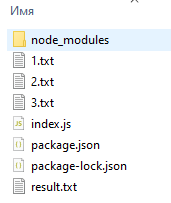 Имя
node_modules
1.txt
2.txt
3.txt
index.js
package.json
package-lock.json
result.txt